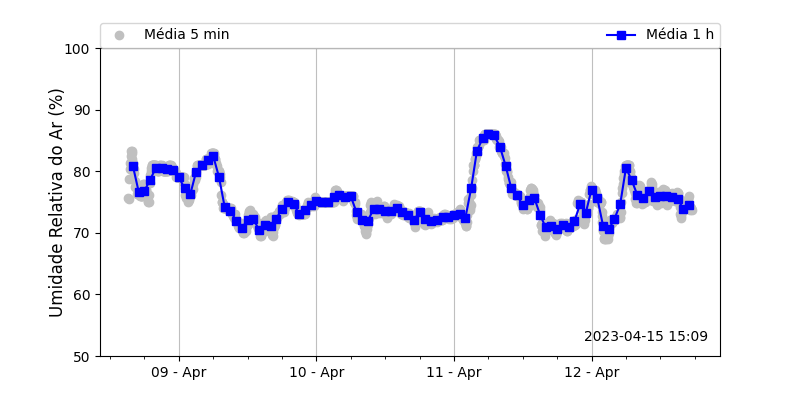 Média 5 min
Média 1 h
Umidade Relativa do Ar (%)
100
90
80
70
60
50
2023-04-15 15:09
09 - Apr
10 - Apr
11 - Apr
12 - Apr